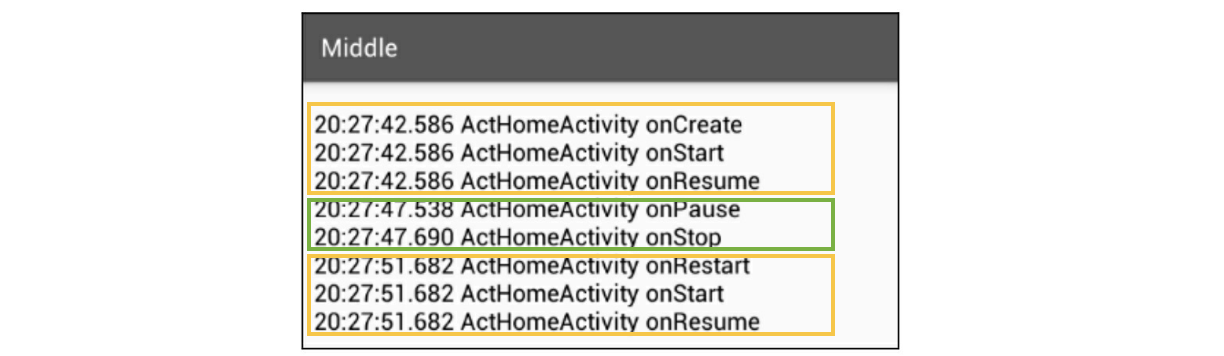 Middle
20:27:42.586 ActHomeActivity onCreate
20:27:42.586 ActHomeActivity onStart
20:27:42.586 ActHomeActivity onResume
20:27:47.538 ActHomeActivity onPause
20:27:47.690 ActHomeActivity onStop
20:27:51.682 ActHomeActivity onRestart
20:27:51.682 ActHomeActivity onStart
20:27:51.682 ActHomeActivity onResume